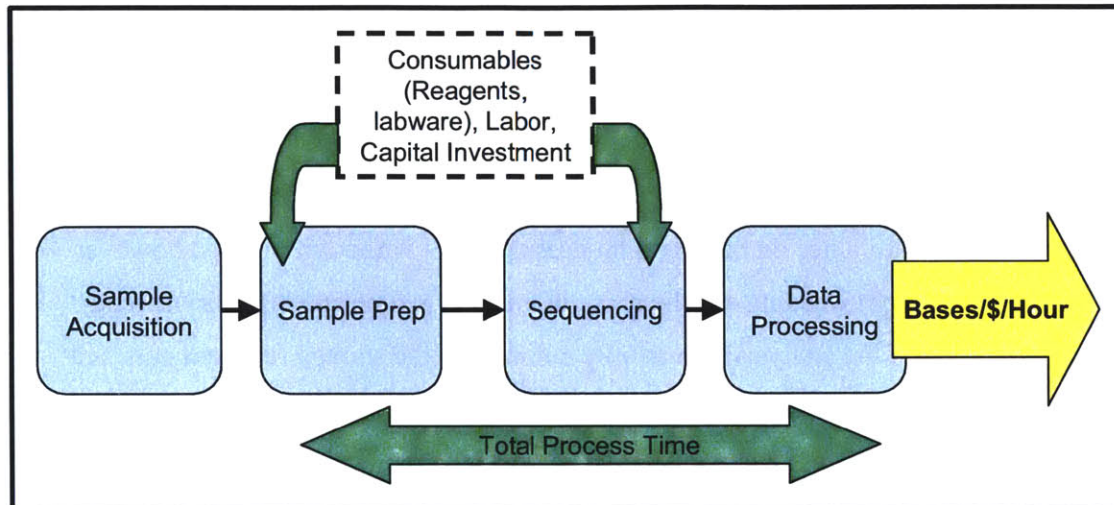 Consumables
(Reagents,
labware), Labor,
Capital Investment
Sample
Acquisition
Sample Prep
Sequencing
Data
Processing
Bases/$/Hour
Total Process Time